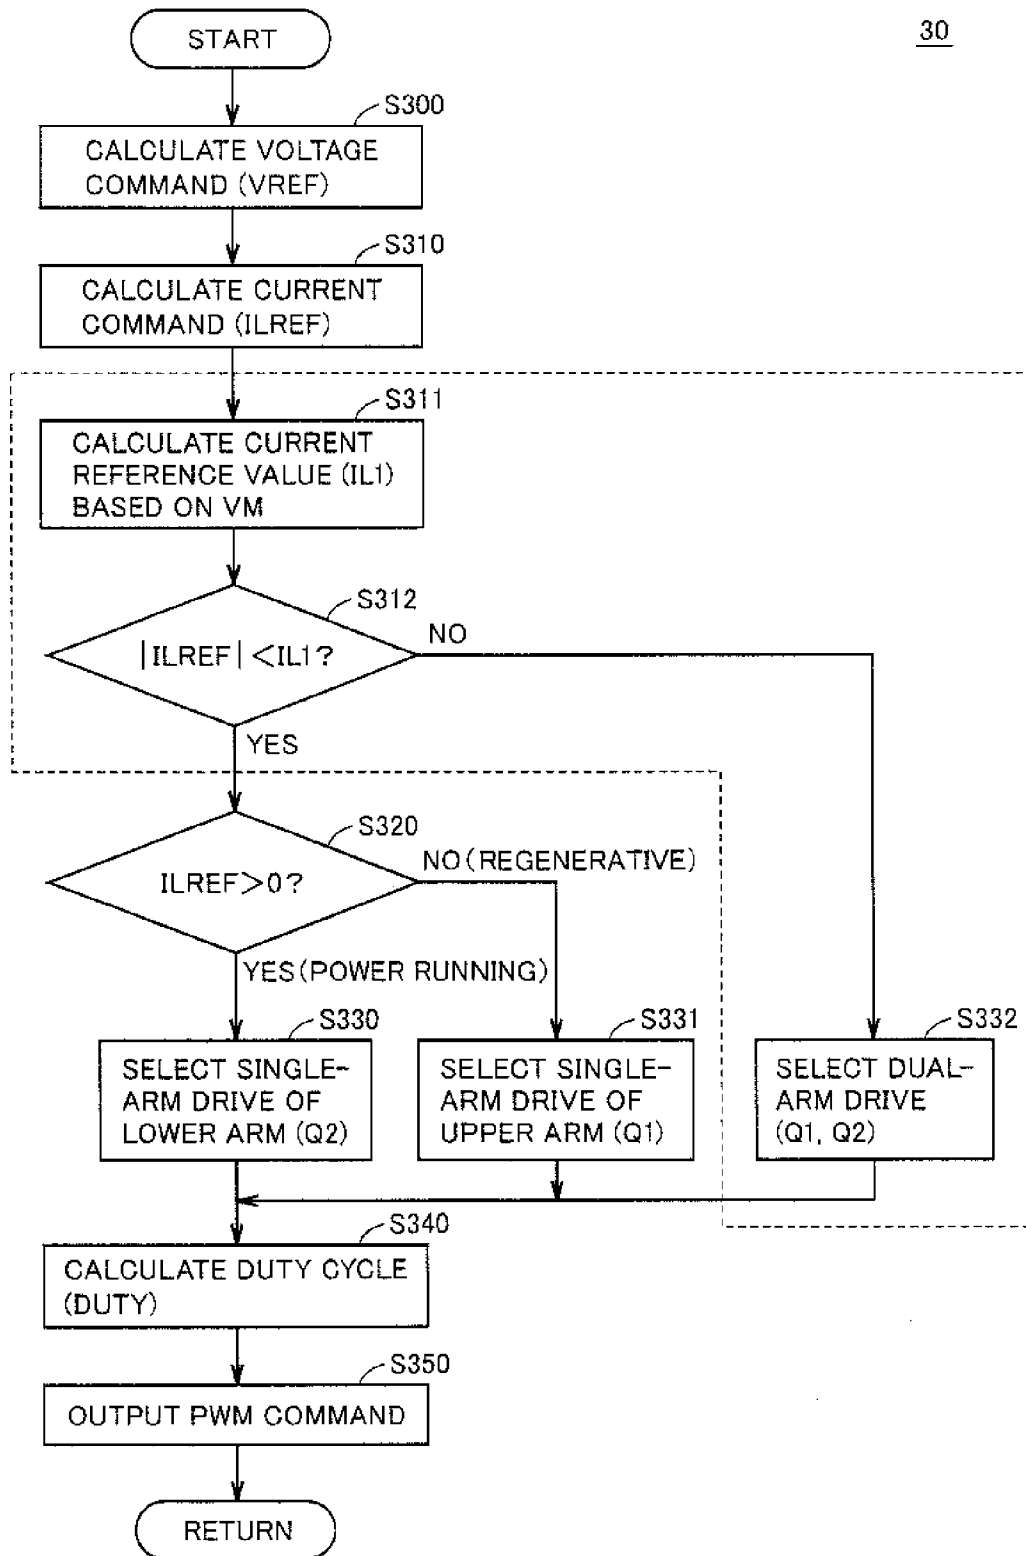 START
30
S300
CALCULATE VOLTAGE
COMMAND (VREF)
S310
CALCULATE CURRENT
COMMAND (ILREF)
S311
CALCULATE CURRENT
REFERENCE VALUE (IL1)
BASED ON VM
S312
|ILREF| <IL1?
NO
YES
S320
ILREF>0?
NO (REGENERATIVE)
YES (POWER RUNNING)
S330
SELECT SINGLE-
ARM DRIVE OF
LOWER ARM (Q2)
S331
SELECT SINGLE-
ARM DRIVE OF
UPPER ARM (Q1)
S332
SELECT DUAL-
ARM DRIVE
(Q1, Q2)
S340
CALCULATE DUTY CYCLE
(DUTY)
S350
OUTPUT PWM COMMAND
RETURN